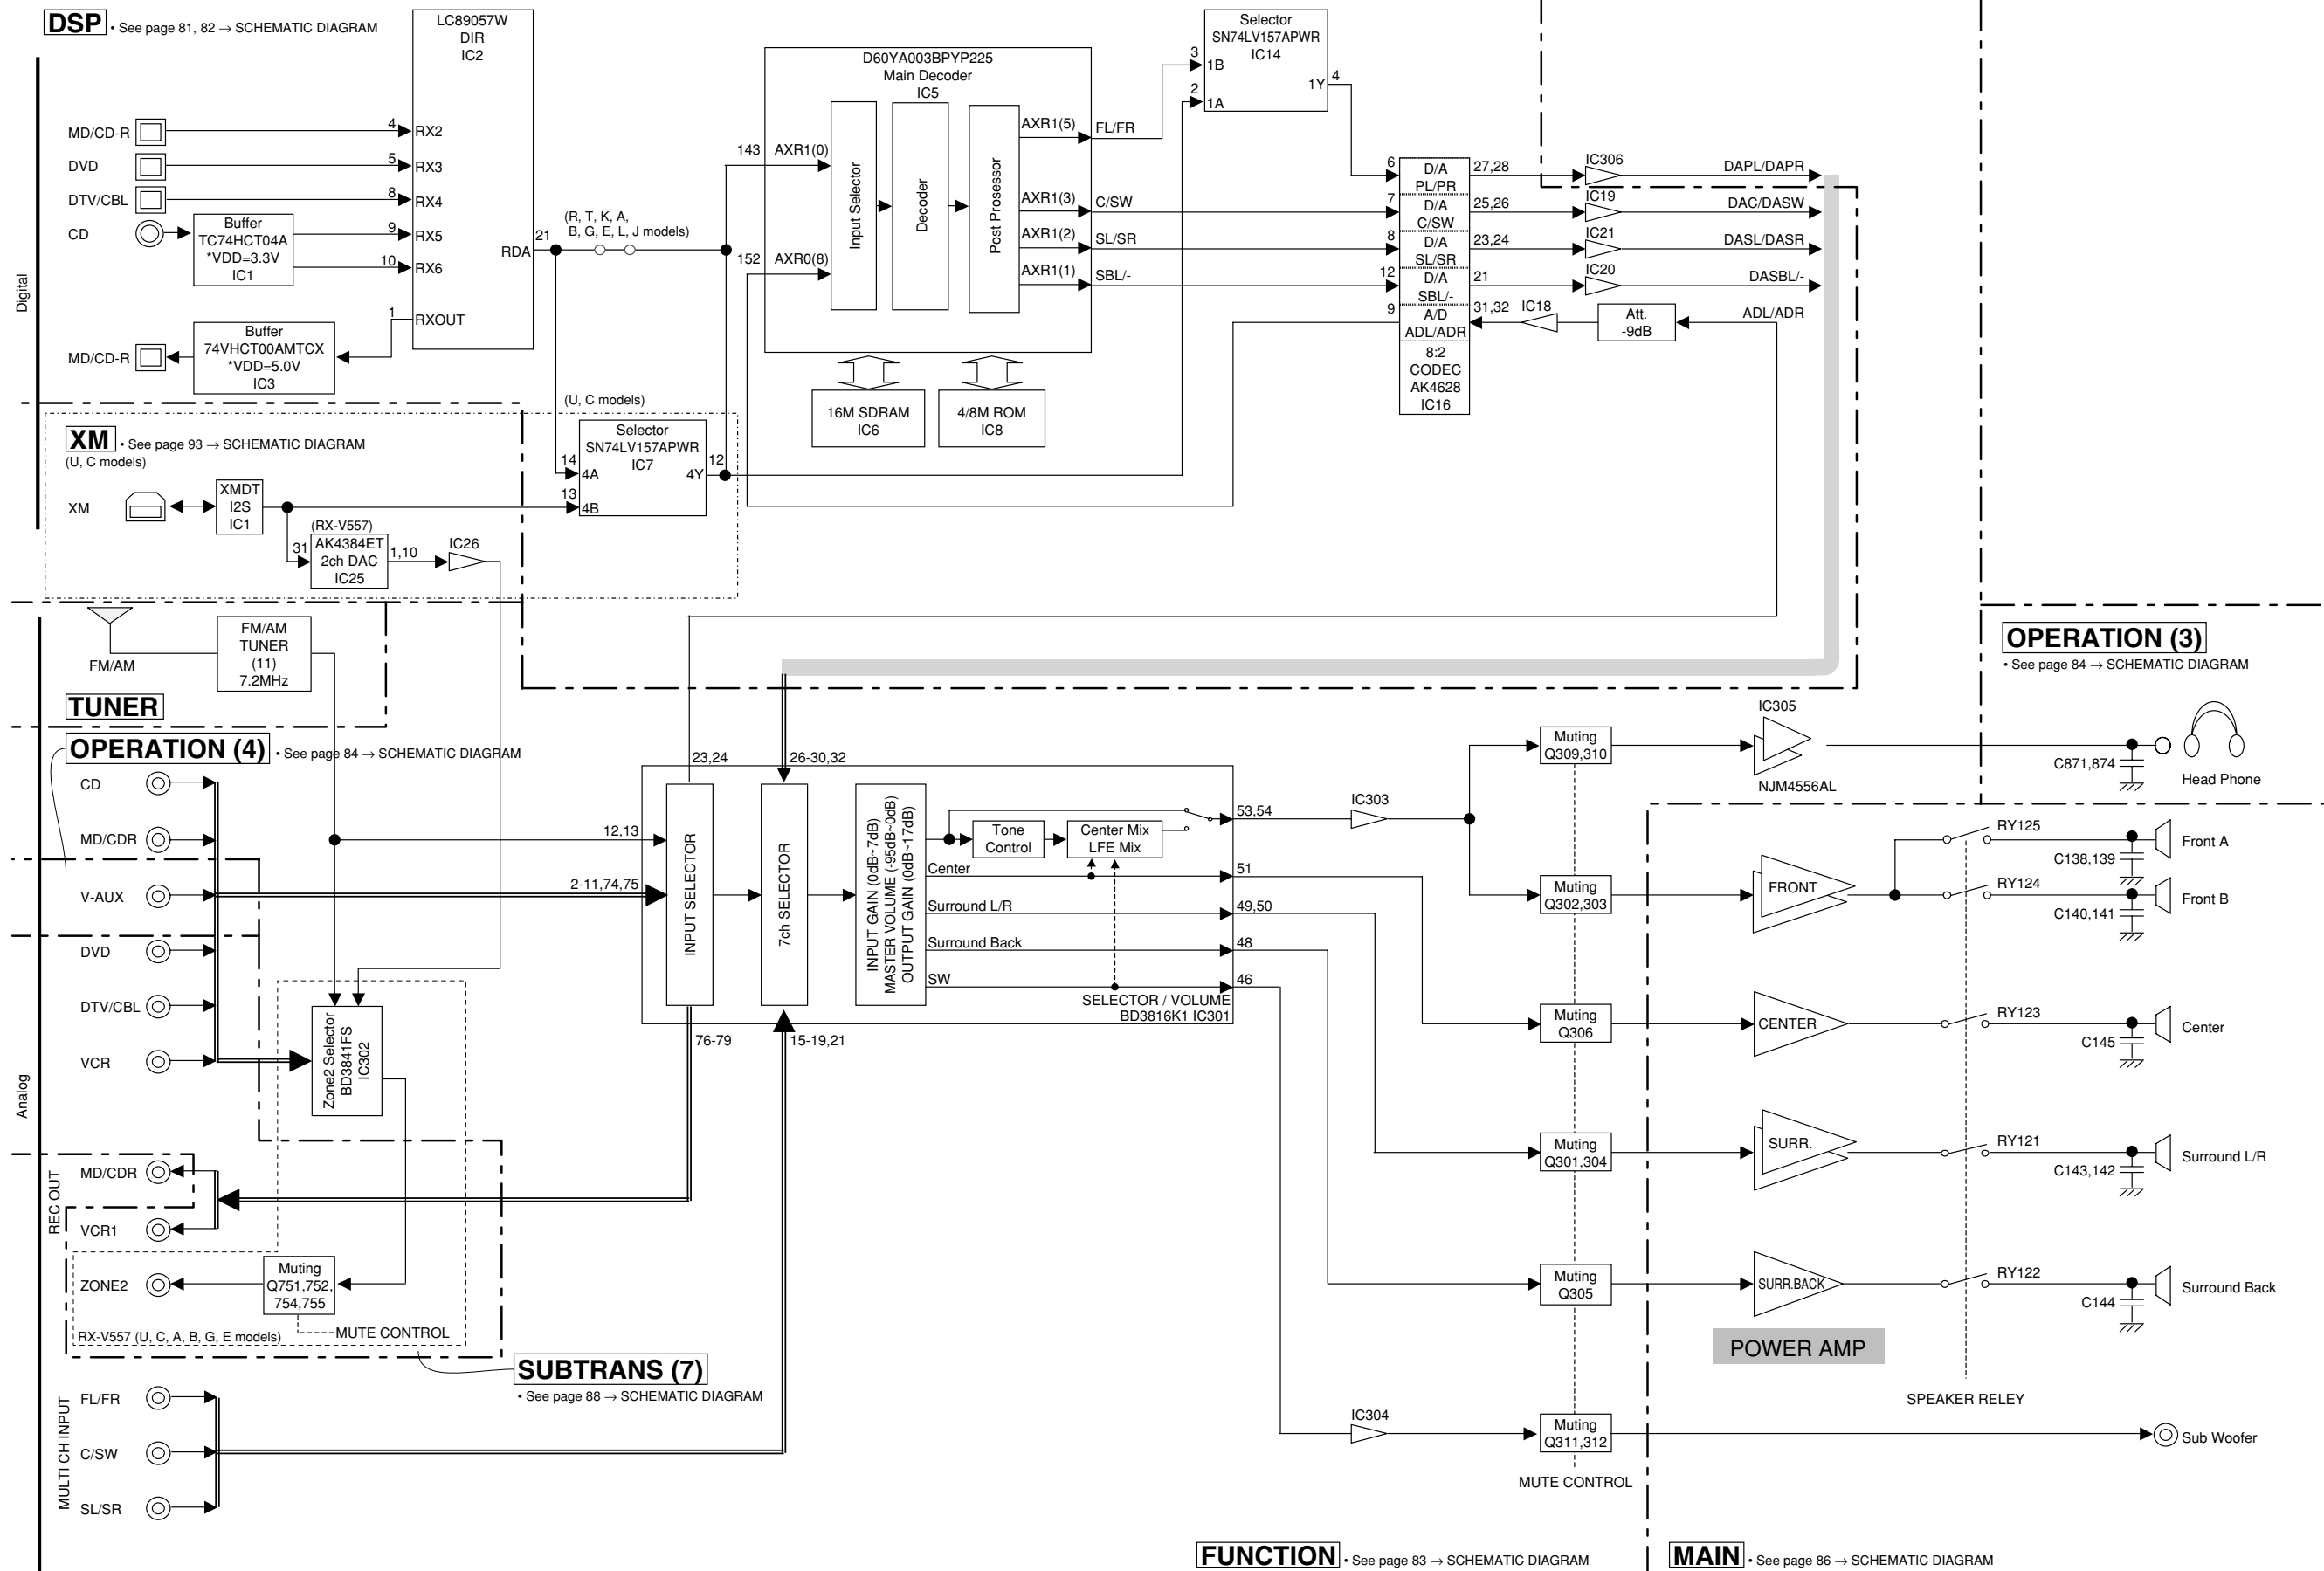 DSP • See page 81, 82 → SCHEMATIC DIAGRAM
LC89057W
DIR
IC2
Digital
MD/CD-R
4
RX2
DVD
5
RX3
DTV/CBL
8
RX4
CD
Buffer
TC74HCT04A
*VDD=3.3V
IC1
9
RX5
10
RX6
RDA
21
1
RXOUT
MD/CD-R
Buffer
74VHCT00AMTCX
*VDD=5.0V
IC3
(R, T, K, A,
B, G, E, L, J models)
D60YA003BPYP225
Main Decoder
IC5
143
AXR1(0)
152
AXR0(8)
Input Selector
Decoder
Post Prosessor
AXR1(5)
FL/FR
AXR1(3)
C/SW
AXR1(2)
SL/SR
AXR1(1)
SBL/-
16M SDRAM
IC6
4/8M ROM
IC8
Selector
SN74LV157APWR
IC14
3
1B
2
1A
1Y
4
6
D/A
PL/PR
27,28
IC306
DAPL/DAPR
7
D/A
C/SW
25,26
IC19
DAC/DASW
8
D/A
SL/SR
23,24
IC21
DASL/DASR
12
D/A
SBL/-
21
IC20
DASBL/-
9
A/D
ADL/ADR
31,32
IC18
Att.
-9dB
ADL/ADR
8:2
CODEC
AK4628
IC16
(U, C models)
Selector
SN74LV157APWR
IC7
14
4A
13
4B
4Y
12
XM • See page 93 → SCHEMATIC DIAGRAM
(U, C models)
XM
XMDT
I2S
IC1
(RX-V557)
31
AK4384ET
2ch DAC
IC25
1,10
IC26
FM/AM
FM/AM
TUNER
(11)
7.2MHz
TUNER
OPERATION (4) • See page 84 → SCHEMATIC DIAGRAM
Analog
CD
MD/CDR
V-AUX
DVD
DTV/CBL
VCR
Zone2 Selector
BD3841FS
IC302
REC OUT
MD/CDR
VCR1
ZONE2
Muting
Q751,752,
754,755
MUTE CONTROL
RX-V557 (U, C, A, B, G, E models)
SUBTRANS (7)
• See page 88 → SCHEMATIC DIAGRAM
MULTI CH INPUT
FL/FR
C/SW
SL/SR
23,24
26-30,32
12,13
2-11,74,75
76-79
15-19,21
INPUT SELECTOR
7ch SELECTOR
INPUT GAIN (0dB~7dB)
MASTER VOLUME (-95dB~0dB)
OUTPUT GAIN (0dB~17dB)
Tone
Control
Center Mix
LFE Mix
53,54
Center
51
Surround L/R
49,50
Surround Back
48
SW
46
SELECTOR / VOLUME
BD3816K1 IC301
IC303
IC304
Muting
Q309,310
Muting
Q302,303
Muting
Q306
Muting
Q301,304
Muting
Q305
Muting
Q311,312
MUTE CONTROL
OPERATION (3)
• See page 84 → SCHEMATIC DIAGRAM
IC305
NJM4556AL
C871,874
Head Phone
FRONT
RY125
C138,139
Front A
RY124
C140,141
Front B
CENTER
RY123
C145
Center
SURR.
RY121
C143,142
Surround L/R
SURR.BACK
RY122
C144
Surround Back
POWER AMP
SPEAKER RELEY
Sub Woofer
FUNCTION • See page 83 → SCHEMATIC DIAGRAM
MAIN • See page 86 → SCHEMATIC DIAGRAM